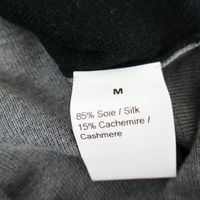 M
85% Soie / Silk
15% Cachemire /
Cashmere